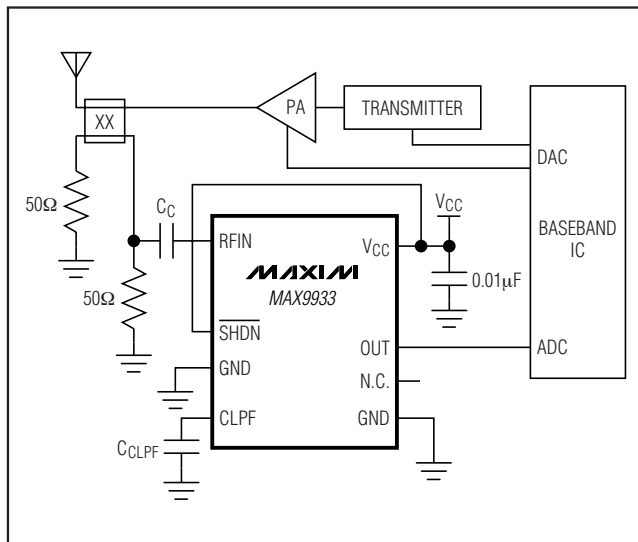 PA
TRANSMITTER
XX
DAC
50Ω
C_C
V_CC
BASEBAND
IC
RFIN
V_CC
MAXIM
MAX9933
0.01μF
50Ω
S̅H̅D̅N̅
OUT
ADC
GND
N.C.
CLPF
GND
C_CLPF